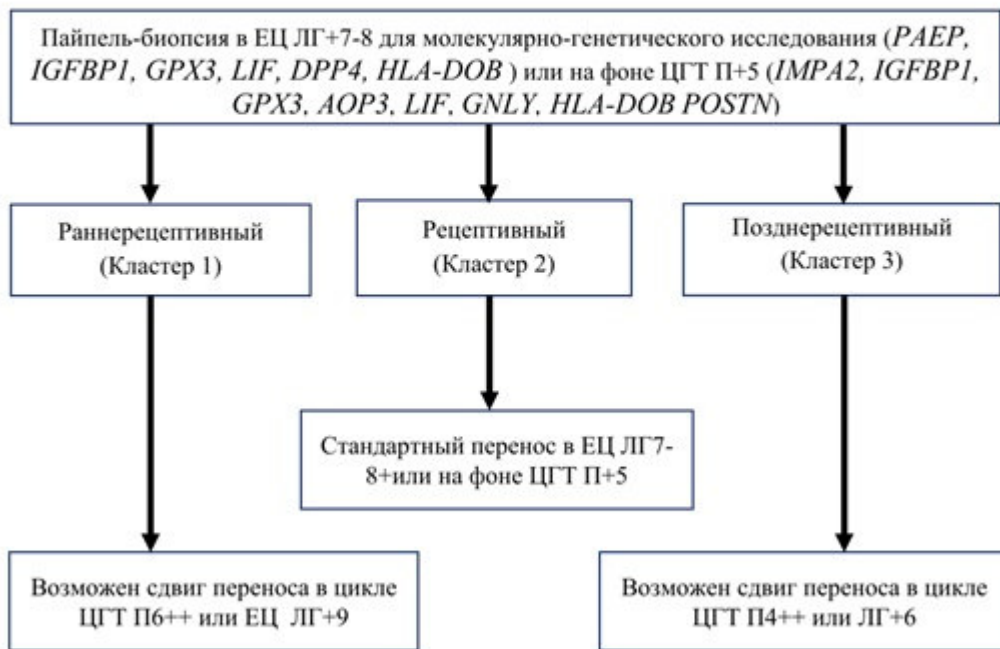 Пайпель-биопсия в ЕЦ ЛГ+7-8 для молекулярно-генетического исследования (PAEP,
IGFBP1, GPX3, LIF, DPP4, HLA-DOB ) или на фоне ЦГТ П+5 (IMPA2, IGFBP1,
GPX3, AOP3, LIF, GNLY, HLA-DOB POSTN)
Раннерецептивный
(Кластер 1)
Рецептивный
(Кластер 2)
Позднерецептивный
(Кластер 3)
Стандартный перенос в ЕЦ ЛГ7-
8+или на фоне ЦГТ П+5
Возможен сдвиг переноса в цикле
ЦГТ П6++ или ЕЦ ЛГ+9
Возможен сдвиг переноса в цикле
ЦГТ П4++ или ЛГ+6